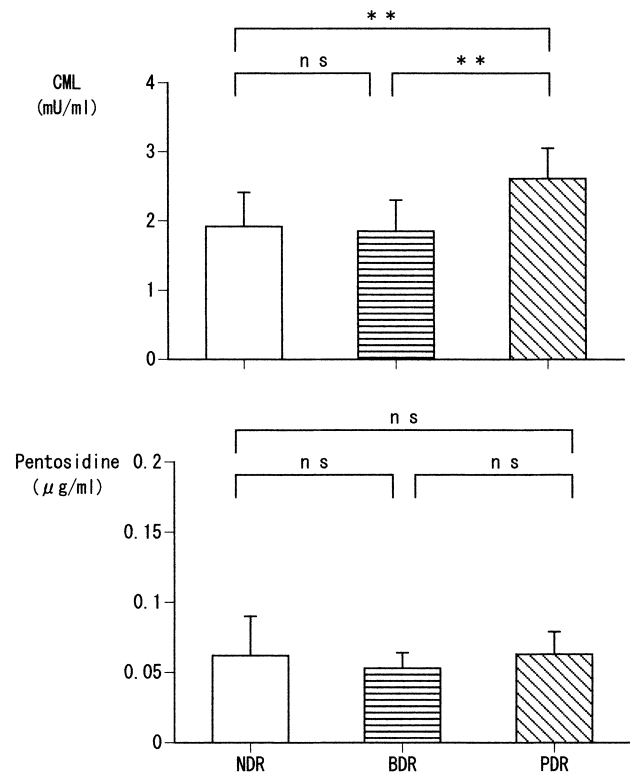 * *
n s
* *
CML
(mU/ml)
4
3
2
1
0
n s
Pentosidine
(μg/ml)
n s
n s
0.2
0.15
0.1
0.05
0
NDR BDR PDR